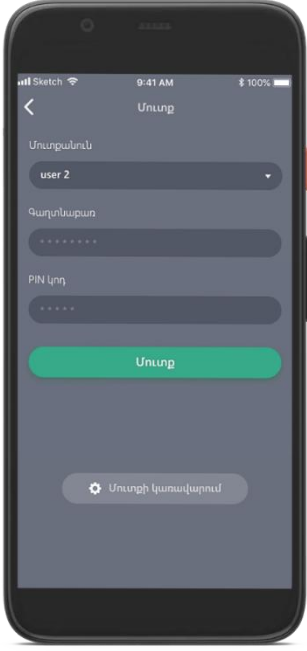 Sketch 9:41 AM 100%
Մուտք
Մուտքանուն
user 2
Գաղտնաբառ
PIN կոդ
Մուտք
Մուտքի կառավարում